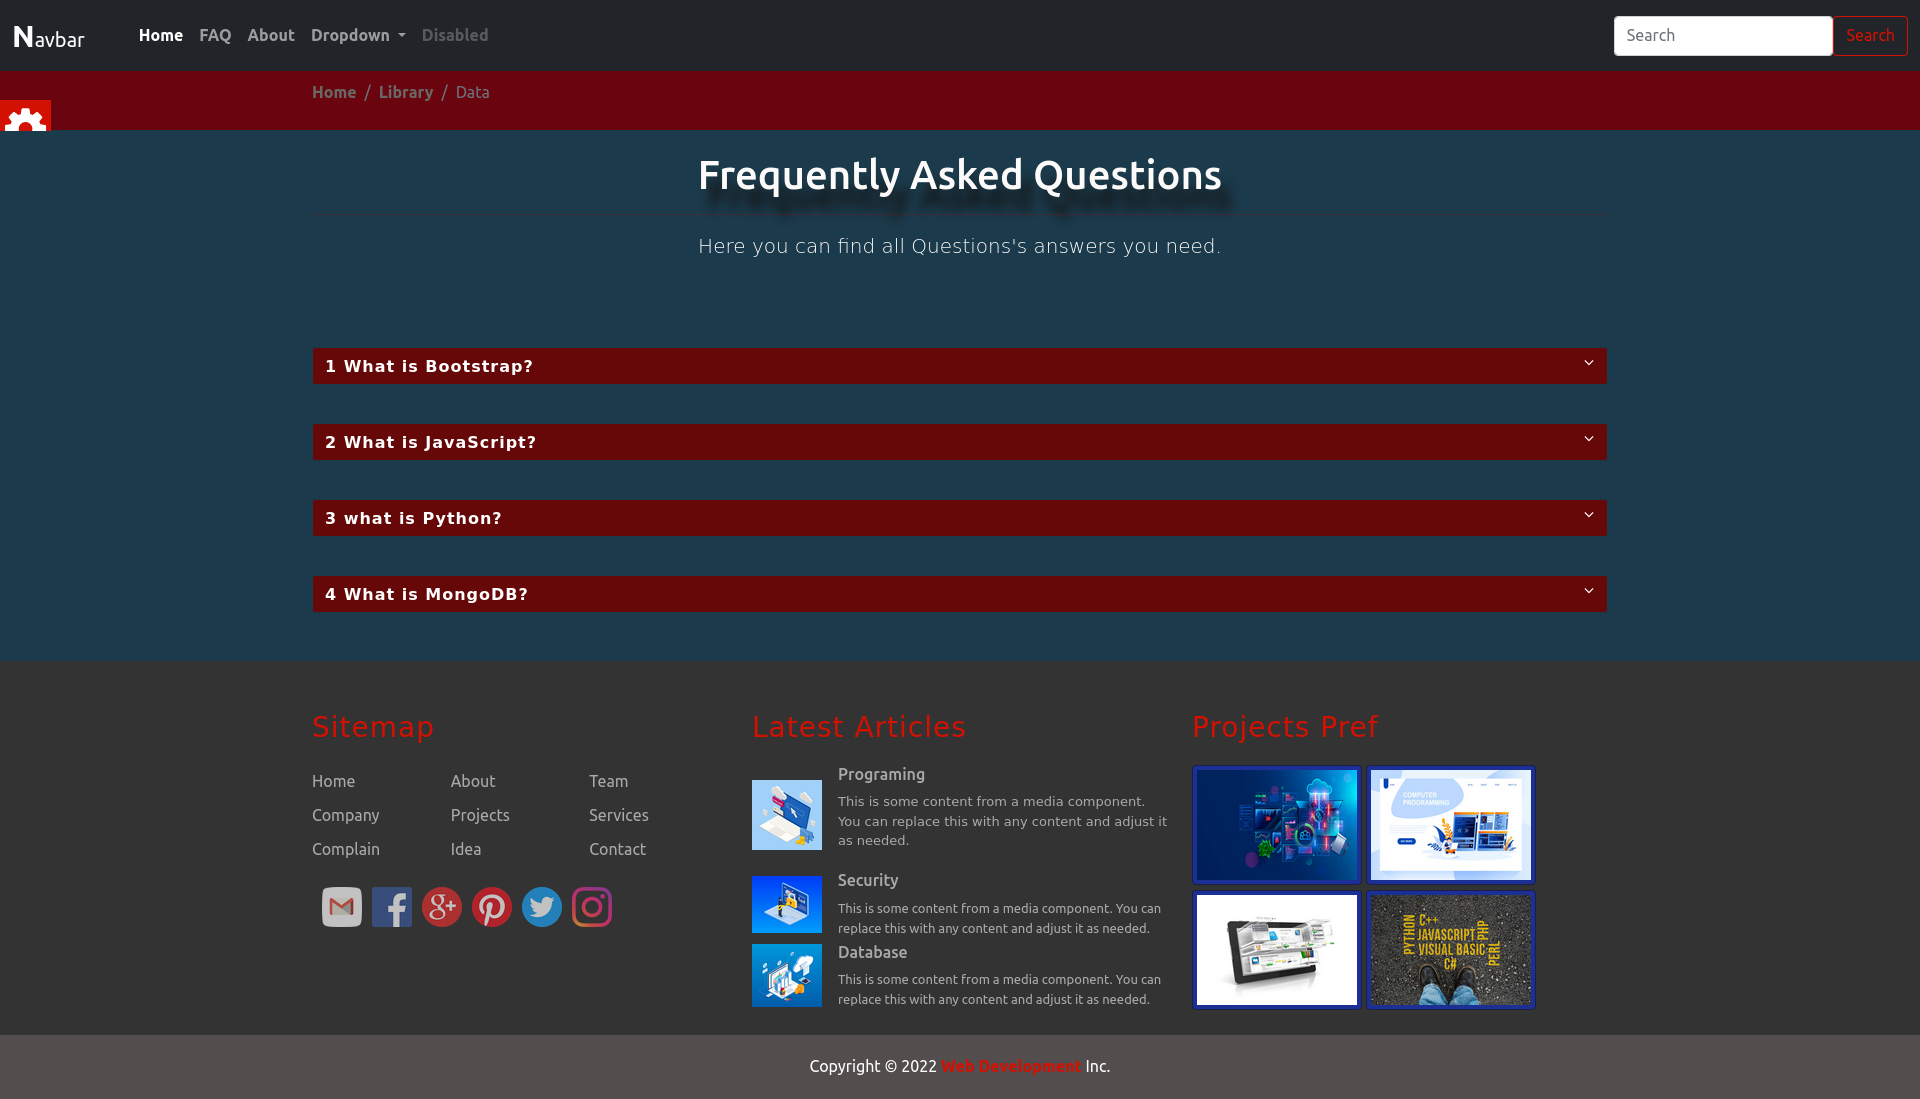 Navbar
Home FAQ About Dropdown Disabled
Search Search
Home / Library / Data
Frequently Asked Questions
Here you can find all Questions's answers you need.
1 What is Bootstrap?
2 What is JavaScript?
3 what is Python?
4 What is MongoDB?
Sitemap
Home About Team
Company Projects Services
Complain Idea Contact
Latest Articles
Programing
This is some content from a media component.
You can replace this with any content and adjust it
as needed.
Security
This is some content from a media component. You can
replace this with any content and adjust it as needed.
Database
This is some content from a media component. You can
replace this with any content and adjust it as needed.
Projects Pref
COMPUTER
PROGRAMMING
PYTHON
C++
JAVASCRIPT
VISUAL BASIC
C#
PHP
PERL
Copyright © 2022 Web Development Inc.